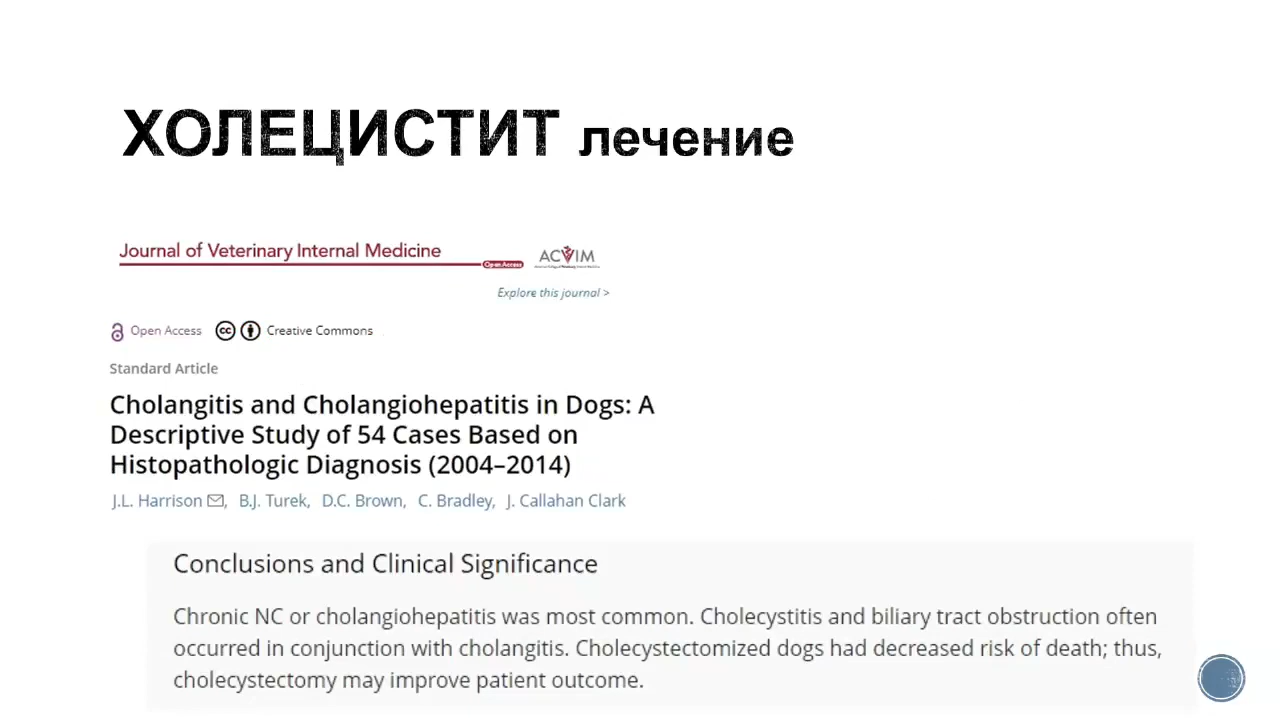 ХОЛЕЦИСТИТ лечение
Journal of Veterinary Internal Medicine
Open Access
ACVIM
Explore this journal >
Open Access
Creative Commons
Standard Article
Cholangitis and Cholangiohepatitis in Dogs: A
Descriptive Study of 54 Cases Based on
Histopathologic Diagnosis (2004–2014)
J.L. Harrison, B.J. Turek, D.C. Brown, C. Bradley, J. Callahan Clark
Conclusions and Clinical Significance
Chronic NC or cholangiohepatitis was most common. Cholecystitis and biliary tract obstruction often
occurred in conjunction with cholangitis. Cholecystectomized dogs had decreased risk of death; thus,
cholecystectomy may improve patient outcome.